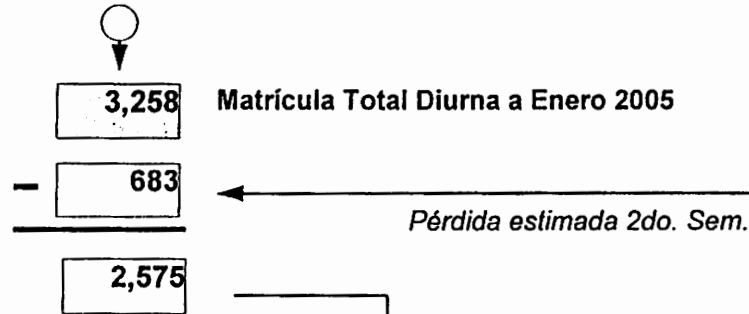 3,258 Matrícula Total Diurna a Enero 2005
− 683
Pérdida estimada 2do. Sem.
2,575